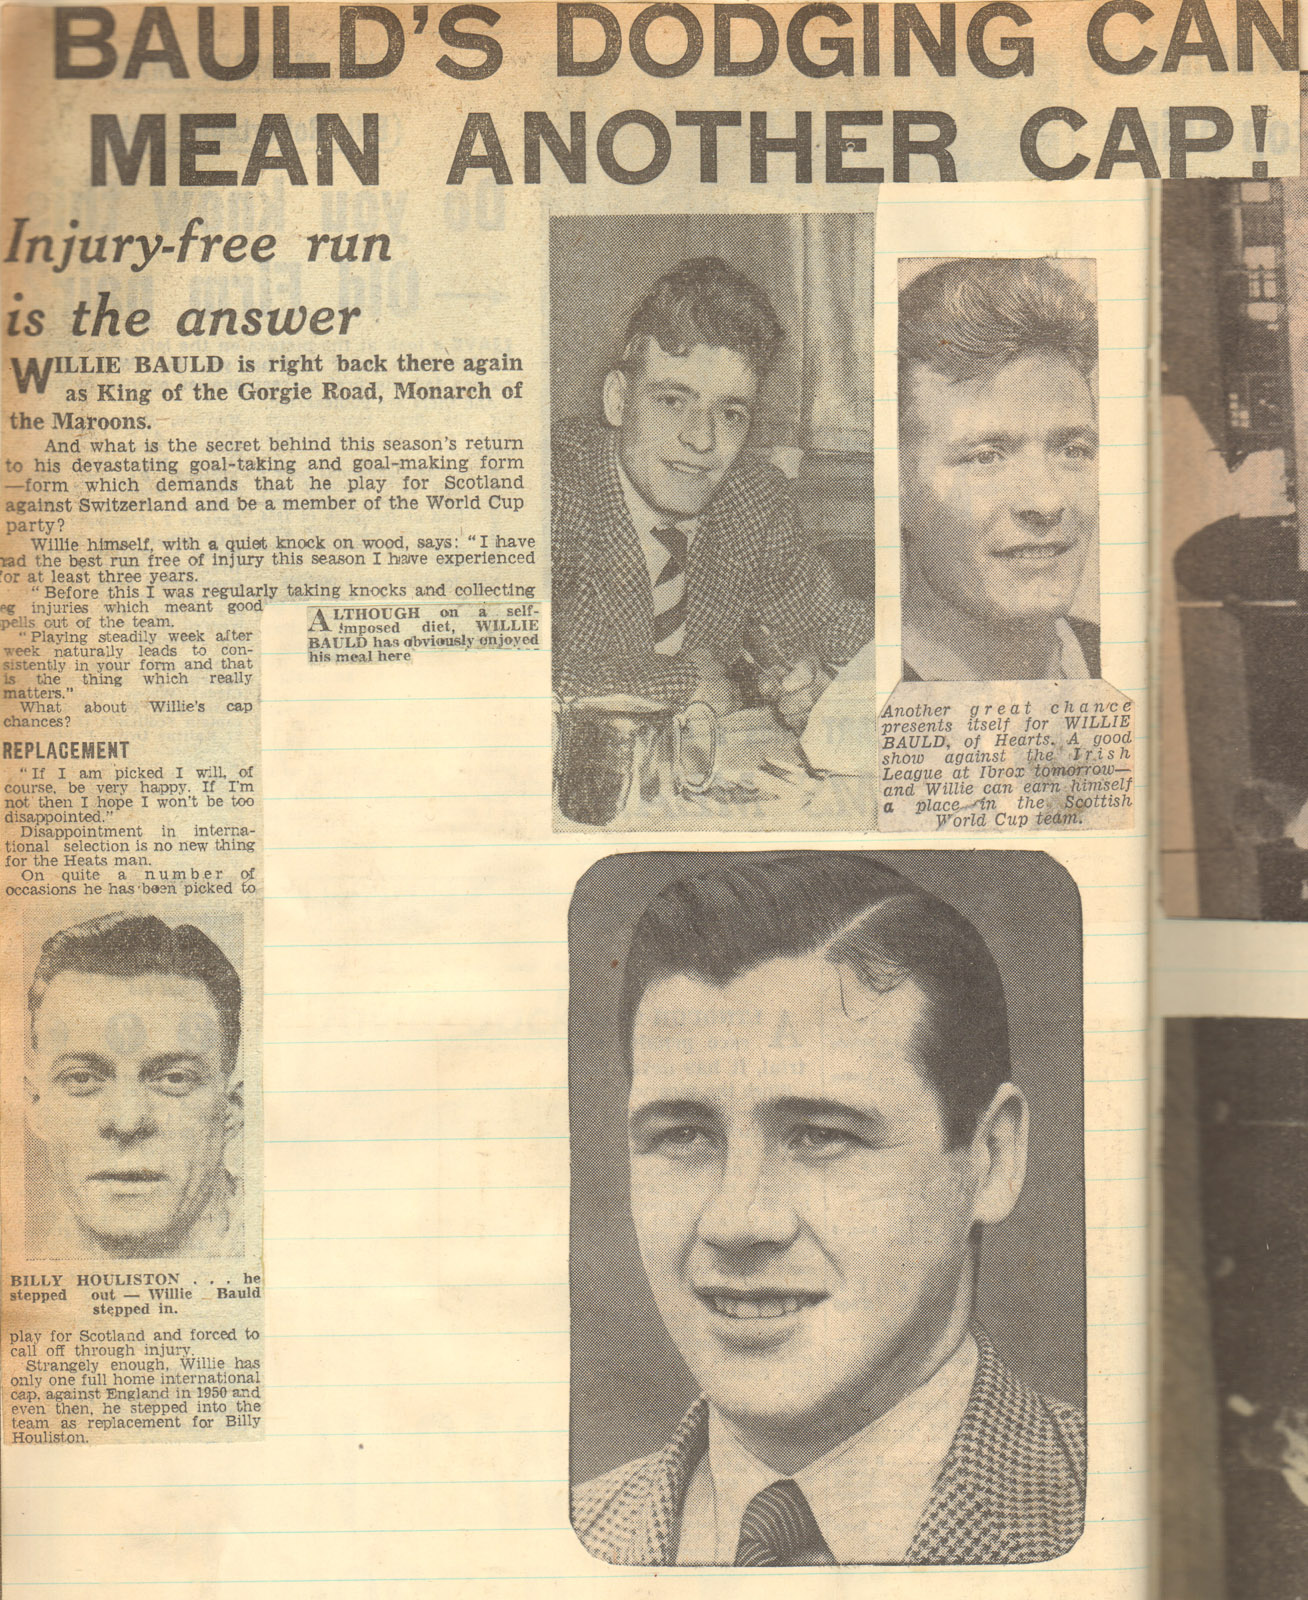 BAULD'S DODGING CAN
MEAN ANOTHER CAP!
Injury-free run
is the answer
WILLIE BAULD is right back there again
as King of the Gorgie Road, Monarch of
the Maroons.
And what is the secret behind this season's return
to his devastating goal-taking and goal-making form
—form which demands that he play for Scotland
against Switzerland and be a member of the World Cup
party?
Willie himself, with a quiet knock on wood, says: "I have
had the best run free of injury this season I have experienced
for at least three years.
"Before this I was regularly taking knocks and collecting
eg injuries which meant good
pells out of the team.
"Playing steadily week after
week naturally leads to con-
sistently in your form and that
is the thing which really
matters."
What about Willie's cap
chances?
REPLACEMENT
"If I am picked I will, of
course, be very happy. If I'm
not then I hope I won't be too
disappointed."
Disappointment in interna-
tional selection is no new thing
for the Heats man.
On quite a number of
occasions he has been picked to
BILLY HOULISTON . . . he
stepped out — Willie Bauld
stepped in.
play for Scotland and forced to
call off through injury.
Strangely enough, Willie has
only one full home international
cap, against England in 1950 and
even then, he stepped into the
team as replacement for Billy
Houliston.
ALTHOUGH on a self-
imposed diet, WILLIE
BAULD has obviously enjoyed
his meal here
Another great chance
presents itself for WILLIE
BAULD, of Hearts. A good
show against the Irish
League at Ibrox tomorrow—
and Willie can earn himself
a place in the Scottish
World Cup team.